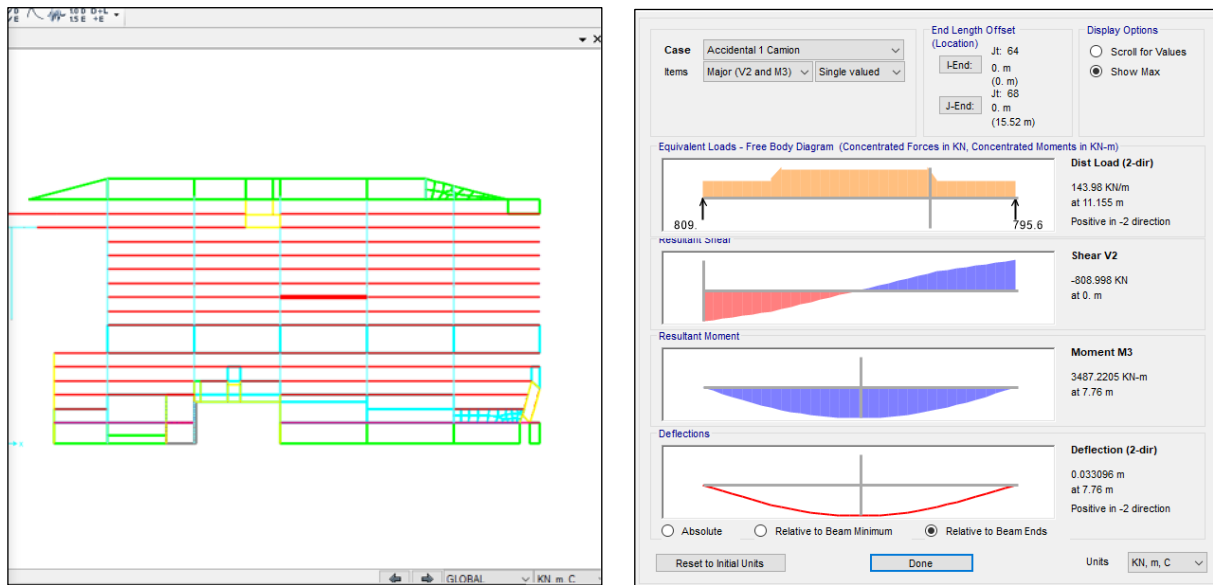 1.0 D D+L
1.5 E +E
GLOBAL
KN, m, C
Case
Accidental 1 Camion
Items
Major (V2 and M3)
Single valued
End Length Offset
(Location)
Jt: 64
I-End:
0. m
(0. m)
Jt: 68
J-End:
0. m
(15.52 m)
Display Options
Scroll for Values
Show Max
Equivalent Loads - Free Body Diagram (Concentrated Forces in KN, Concentrated Moments in KN-m)
809.
795.6
Dist Load (2-dir)
143.98 KN/m
at 11.155 m
Positive in -2 direction
Resultant Shear
Shear V2
-808.998 KN
at 0. m
Resultant Moment
Moment M3
3487.2205 KN-m
at 7.76 m
Deflections
Deflection (2-dir)
0.033096 m
at 7.76 m
Positive in -2 direction
Absolute
Relative to Beam Minimum
Relative to Beam Ends
Reset to Initial Units
Done
Units
KN, m, C